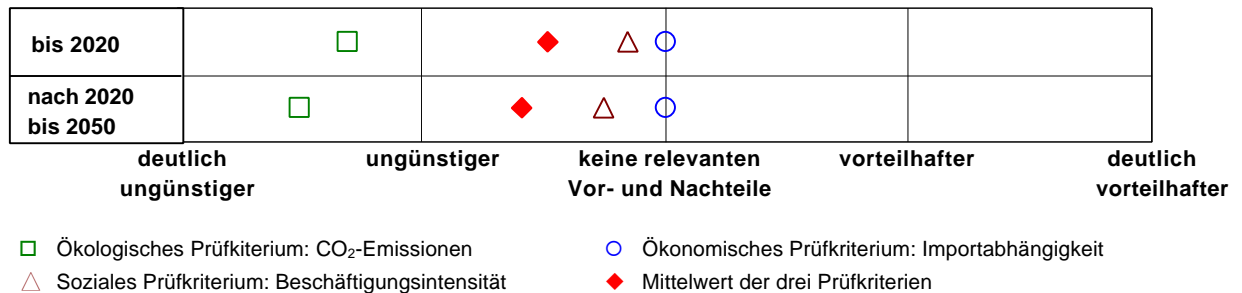 bis 2020
nach 2020
bis 2050
deutlich ungünstiger keine relevanten vorteilhafter deutlich
ungünstiger Vor- und Nachteile vorteilhafter
Ökologisches Prüfkiterium: CO₂-Emissionen Ökonomisches Prüfkriterium: Importabhängigkeit
Soziales Prüfkriterium: Beschäftigungsintensität Mittelwert der drei Prüfkriterien